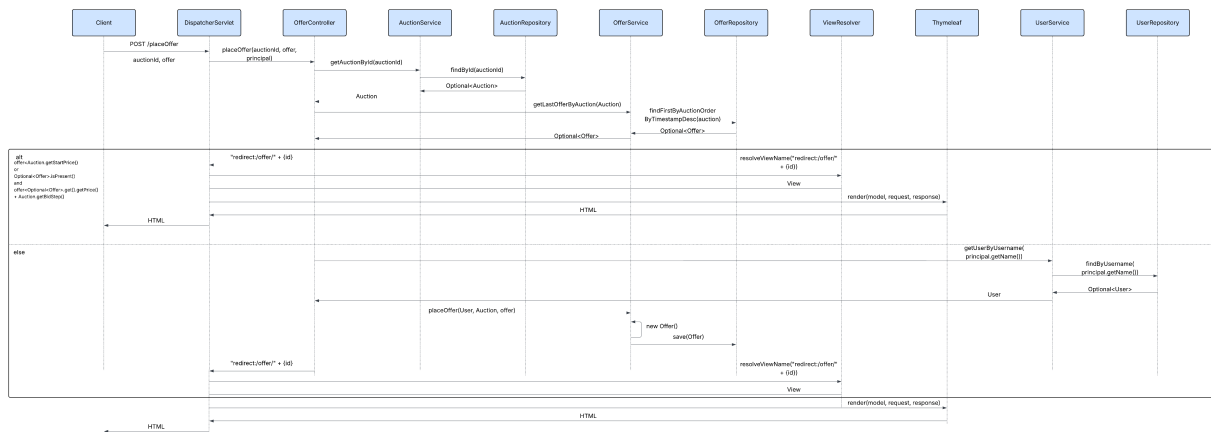 Client
DispatcherServlet
OfferController
AuctionService
AuctionRepository
OfferService
OfferRepository
ViewResolver
Thymeleaf
UserService
UserRepository
POST /placeOffer
auctionId, offer
placeOffer(auctionId, offer,
principal)
getAuctionById(auctionId)
findById(auctionId)
Optional<Auction>
Auction
getLastOfferByAuction(Auction)
findFirstByAuctionOrder
ByTimestampDesc(auction)
Optional<Offer>
Optional<Offer>
alt
offer<Auction.getStartPrice()
or
Optional<Offer>.isPresent()
and
offer<Optional<Offer>.get().getPrice()
+ Auction.getBidStep()
"redirect:/offer/" + {id}
resolveViewName("redirect:/offer/"
+ {id})
View
render(model, request, response)
HTML
HTML
else
getUserByUsername(
principal.getName())
findByUsername(
principal.getName())
Optional<User>
User
placeOffer(User, Auction, offer)
new Offer()
save(Offer)
"redirect:/offer/" + {id}
resolveViewName("redirect:/offer/"
+ {id})
View
render(model, request, response)
HTML
HTML